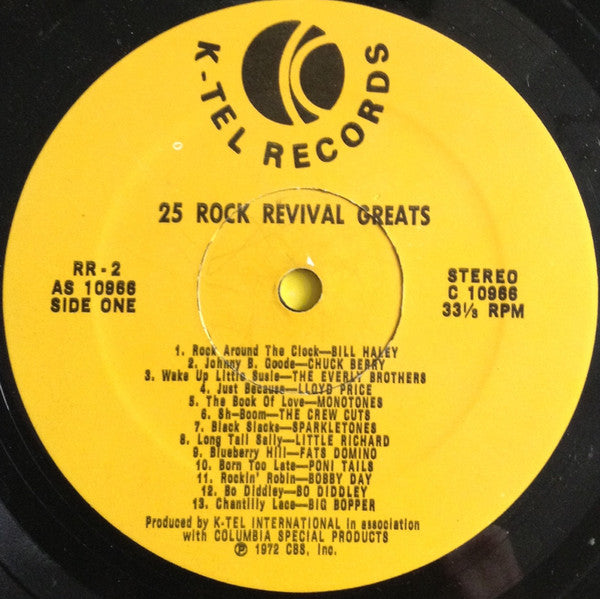 K-TEL RECORDS
25 ROCK REVIVAL GREATS
RR-2
AS 10966
SIDE ONE
STEREO
C 10966
33⅓ RPM
1. Rock Around The Clock—BILL HALEY
2. Johnny B. Goode—CHUCK BERRY
3. Wake Up Little Susie—THE EVERLY BROTHERS
4. Just Because—LLOYD PRICE
5. The Book Of Love—MONOTONES
6. Sh-Boom—THE CREW CUTS
7. Black Slacks—SPARKLETONES
8. Long Tall Sally—LITTLE RICHARD
9. Blueberry Hill—FATS DOMINO
10. Born Too Late—PONI TAILS
11. Rockin' Robin—BOBBY DAY
12. Bo Diddley—BO DIDDLEY
13. Chantilly Lace—BIG BOPPER
Produced by K-TEL INTERNATIONAL in association
with COLUMBIA SPECIAL PRODUCTS
℗ 1972 CBS, Inc.